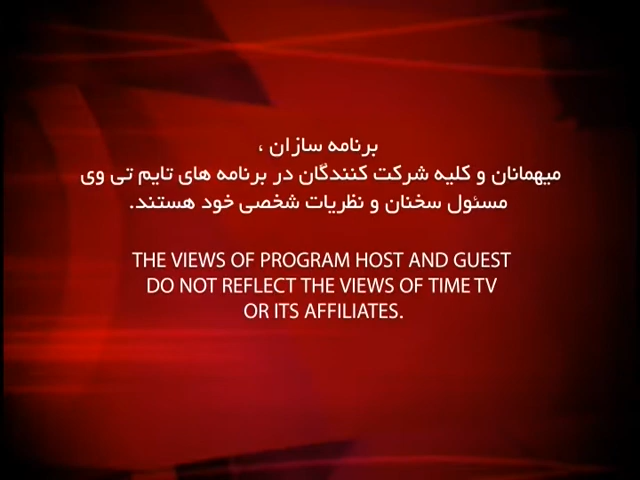 برنامه سازان ،
میهمانان و کلیه شرکت کنندگان در برنامه های تایم تی وی
مسئول سخنان و نظریات شخصی خود هستند.
THE VIEWS OF PROGRAM HOST AND GUEST
DO NOT REFLECT THE VIEWS OF TIME TV
OR ITS AFFILIATES.